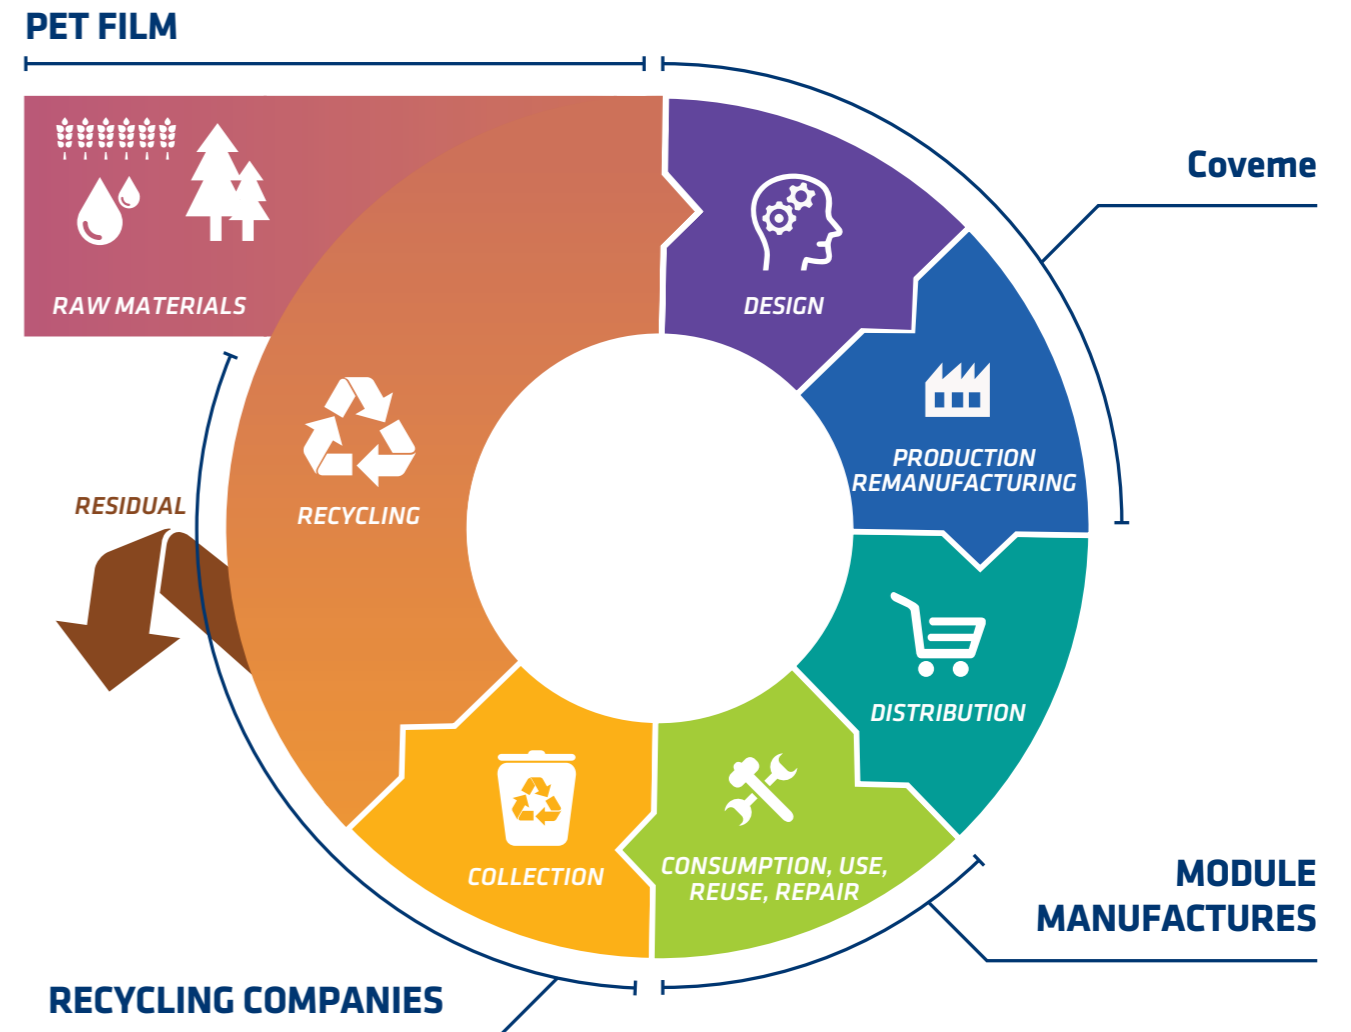 PET FILM
Coveme
RAW MATERIALS
DESIGN
PRODUCTION
REMANUFACTURING
RECYCLING
RESIDUAL
DISTRIBUTION
CONSUMPTION, USE,
REUSE, REPAIR
COLLECTION
MODULE
MANUFACTURES
RECYCLING COMPANIES